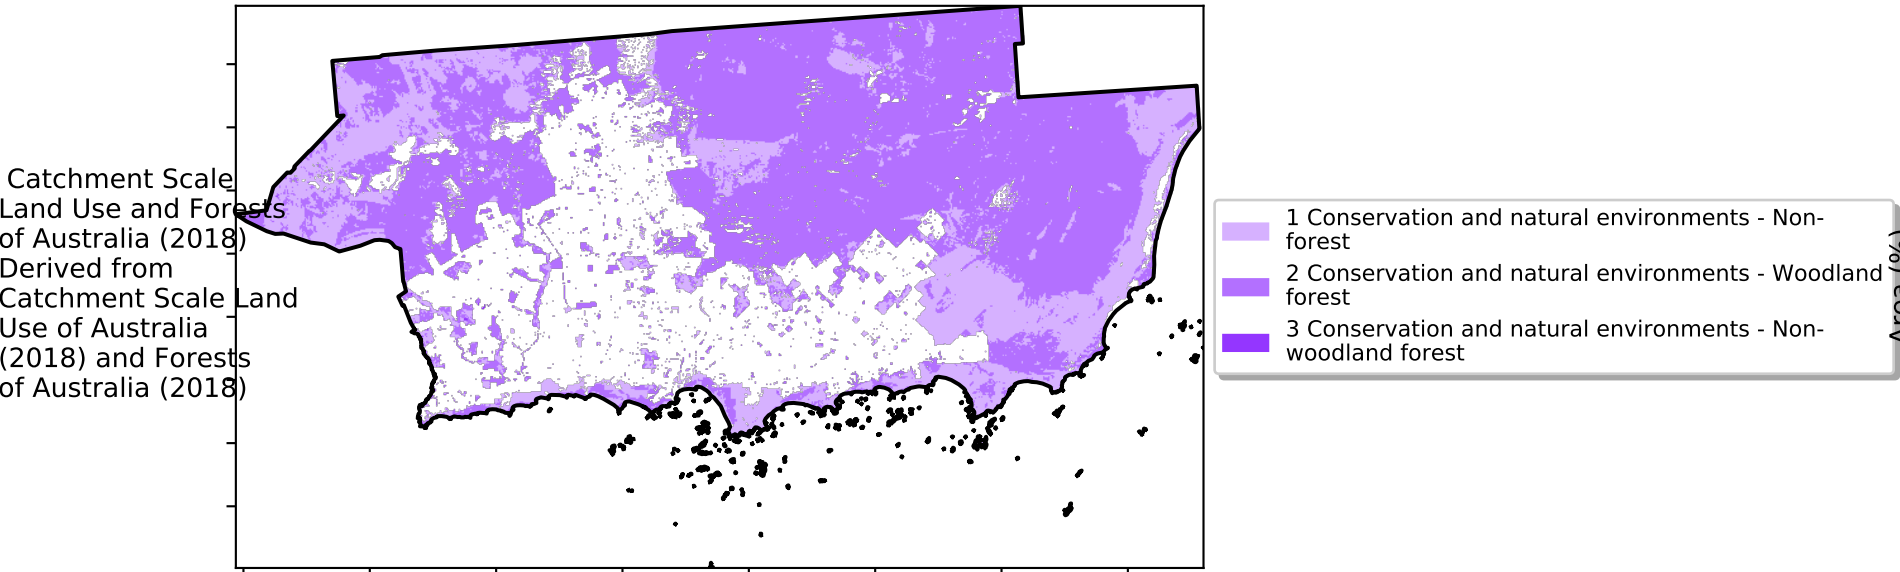 Catchment Scale
Land Use and Forests
of Australia (2018)
Derived from
Catchment Scale Land
Use of Australia
(2018) and Forests
of Australia (2018)
1 Conservation and natural environments - Non-
forest
2 Conservation and natural environments - Woodland
forest
3 Conservation and natural environments - Non-
woodland forest